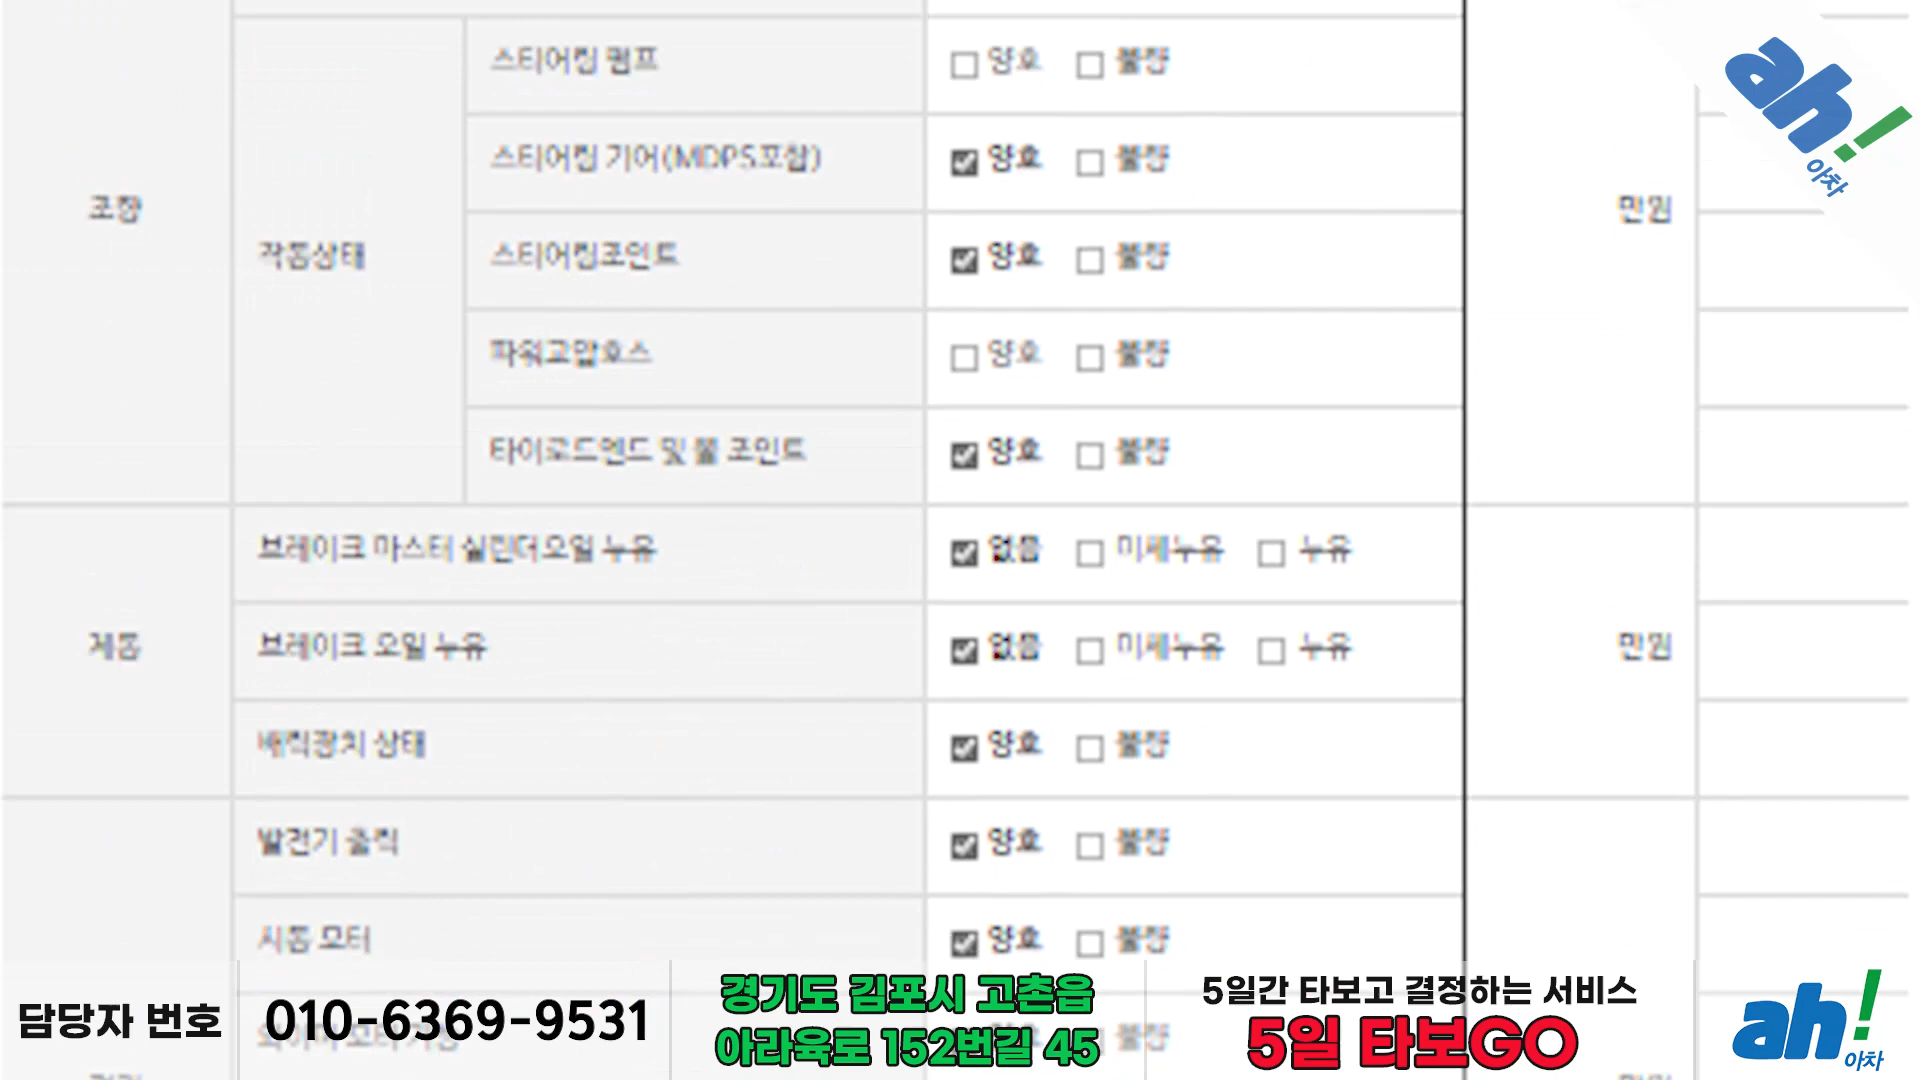 스티어링 펌프 양호 불량
스티어링 기어(MDPS포함) 양호 불량
조향 만원
작동상태 스티어링조인트 양호 불량
파워고압호스 양호 불량
타이로드엔드 및 볼 조인트 양호 불량
브레이크 마스터 실린더오일 누유 없음 미세누유 누유
제동 브레이크 오일 누유 없음 미세누유 누유 만원
배력장치 상태 양호 불량
발전기 출력 양호 불량
시동 모터 양호 불량
ah!
아차
담당자 번호 010-6369-9531
경기도 김포시 고촌읍
아라육로 152번길 45
5일간 타보고 결정하는 서비스
5일 타보GO
ah!
아차